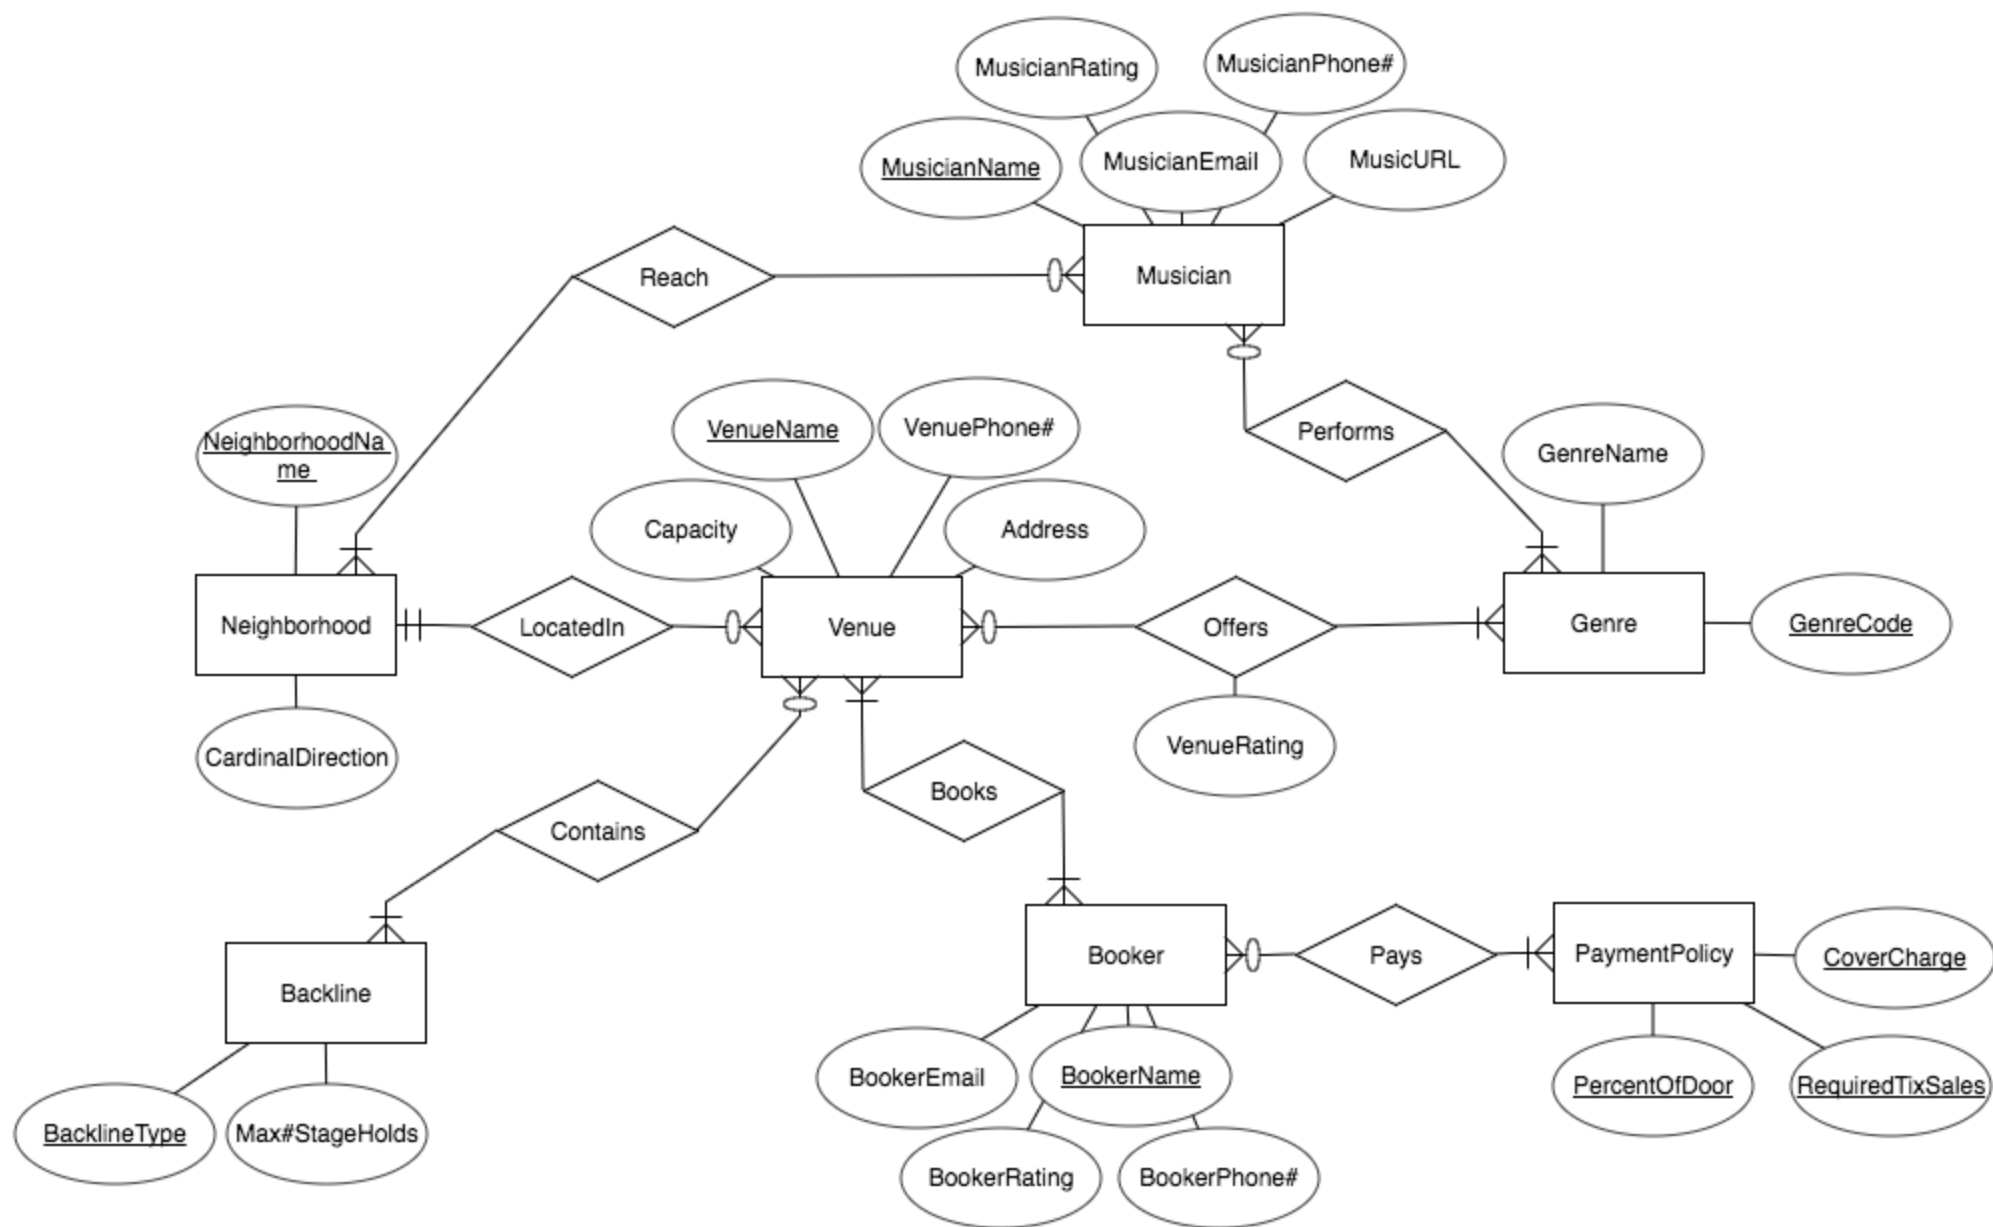 MusicianRating
MusicianPhone#
MusicianName
MusicianEmail
MusicURL
Reach
Musician
NeighborhoodNa
me
VenueName
VenuePhone#
Performs
GenreName
Capacity
Address
Neighborhood
LocatedIn
Venue
Offers
Genre
GenreCode
CardinalDirection
VenueRating
Contains
Books
Backline
Booker
Pays
PaymentPolicy
CoverCharge
BacklineType
Max#StageHolds
BookerEmail
BookerName
PercentOfDoor
RequiredTixSales
BookerRating
BookerPhone#